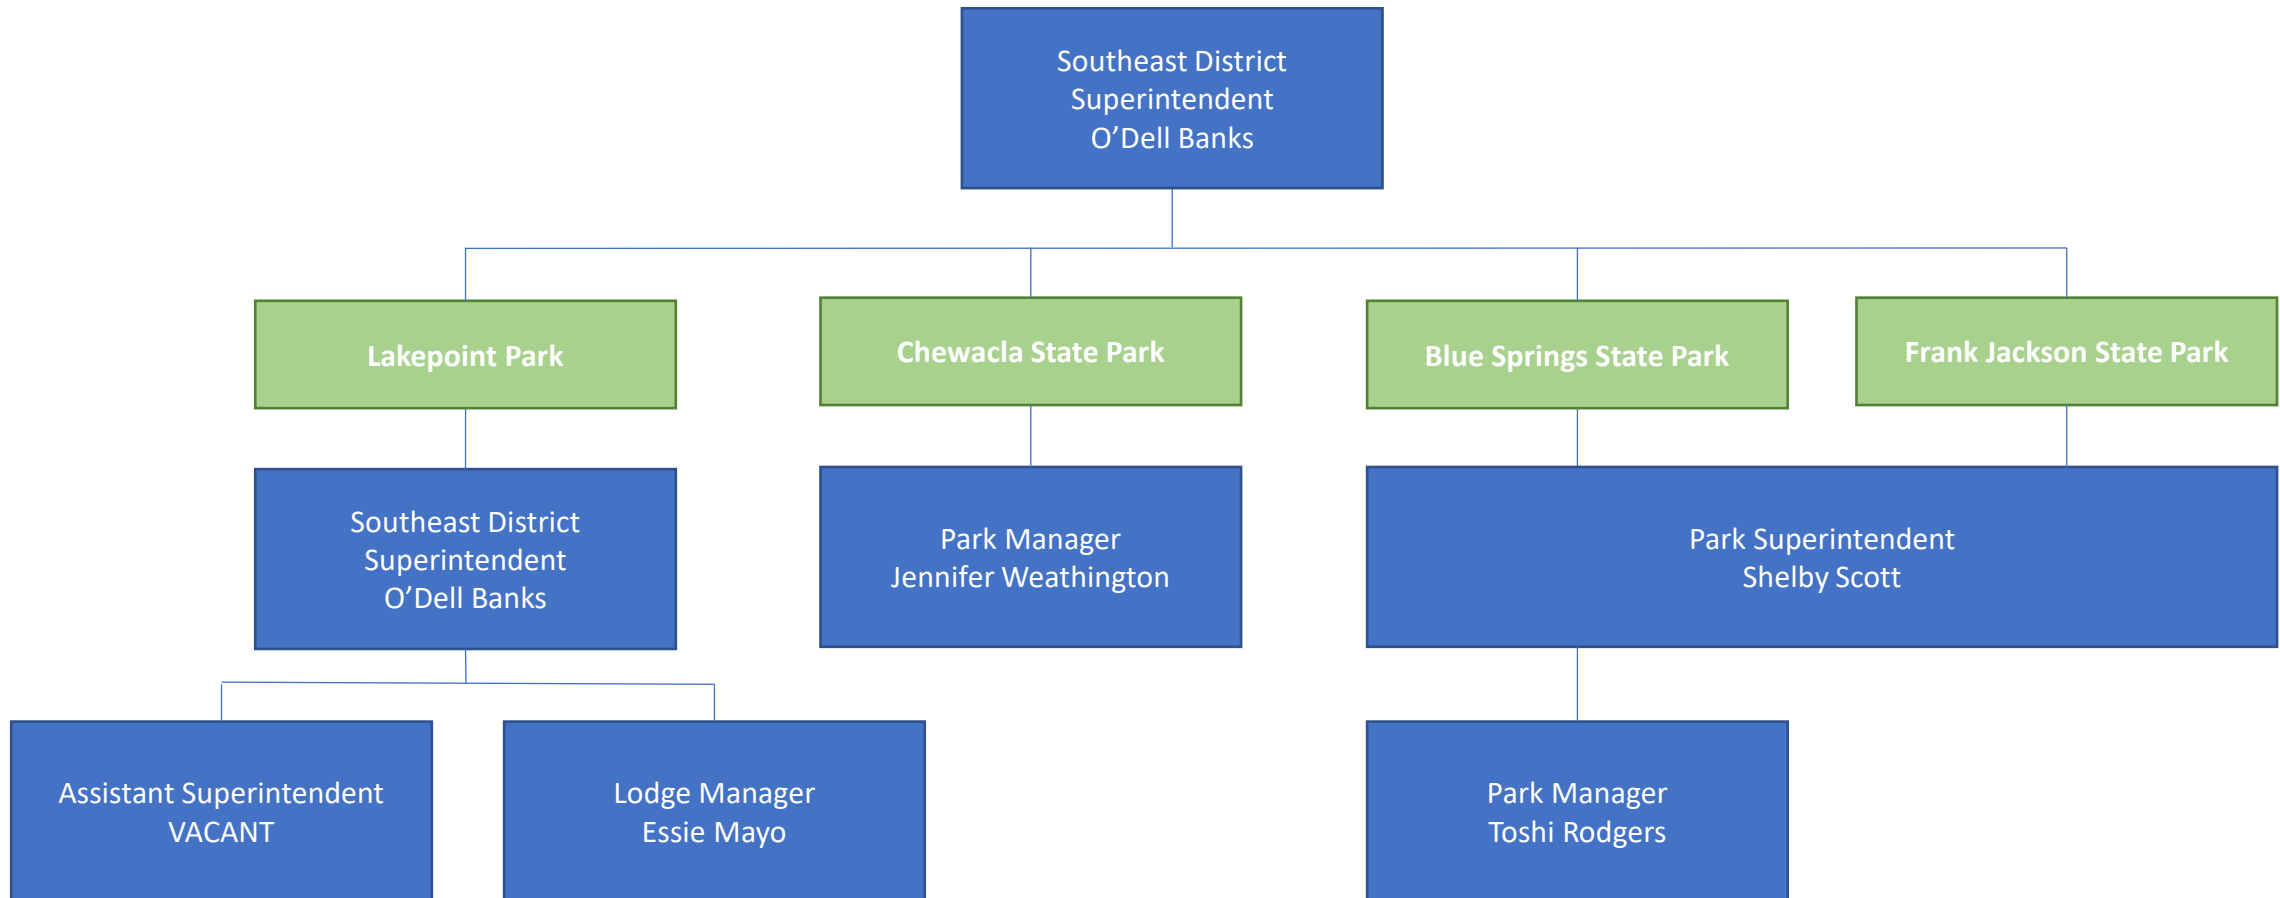 Southeast District
Superintendent
O’Dell Banks
Lakepoint Park
Chewacla State Park
Blue Springs State Park
Frank Jackson State Park
Southeast District
Superintendent
O’Dell Banks
Park Manager
Jennifer Weathington
Park Superintendent
Shelby Scott
Assistant Superintendent
VACANT
Lodge Manager
Essie Mayo
Park Manager
Toshi Rodgers